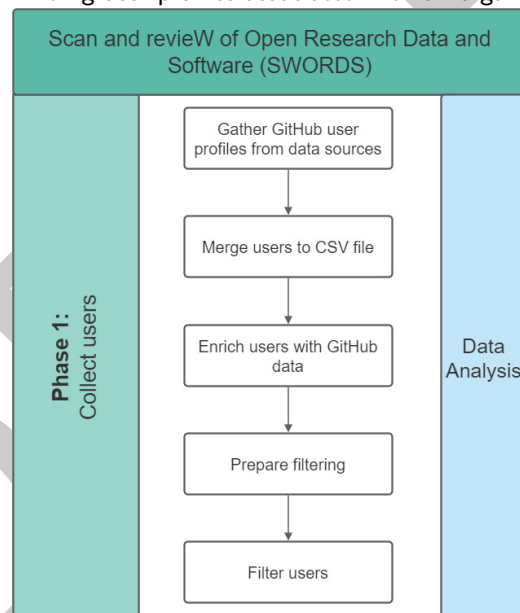 Scan and revieW of Open Research Data and
Software (SWORDS)
Phase 1:
Collect users
Gather GitHub user
profiles from data sources
Merge users to CSV file
Enrich users with GitHub
data
Prepare filtering
Filter users
Data
Analysis